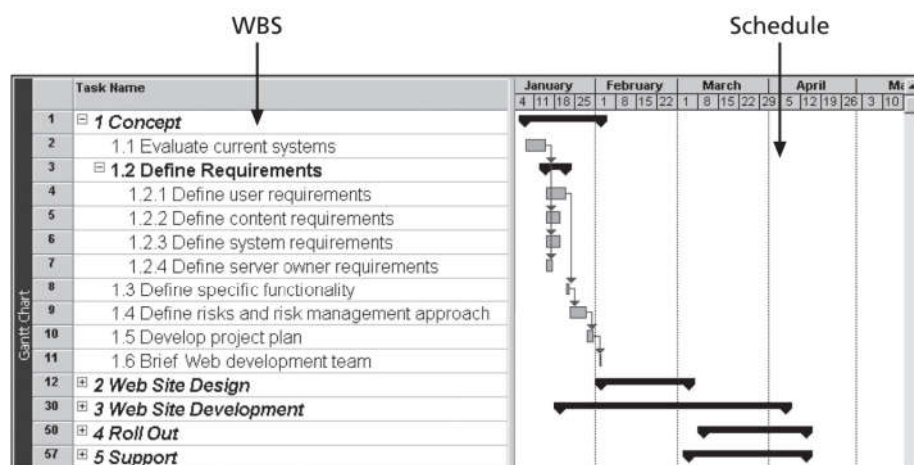 WBS
Schedule
Task Name
January February March April Ma
4 11 18 25 1 8 15 22 1 8 15 22 29 5 12 19 26 3 10
1 1 Concept
2 1.1 Evaluate current systems
3 1.2 Define Requirements
4 1.2.1 Define user requirements
5 1.2.2 Define content requirements
6 1.2.3 Define system requirements
7 1.2.4 Define server owner requirements
8 1.3 Define specific functionality
9 1.4 Define risks and risk management approach
10 1.5 Develop project plan
11 1.6 Brief Web development team
12 2 Web Site Design
30 3 Web Site Development
50 4 Roll Out
57 5 Support
Gantt Chart